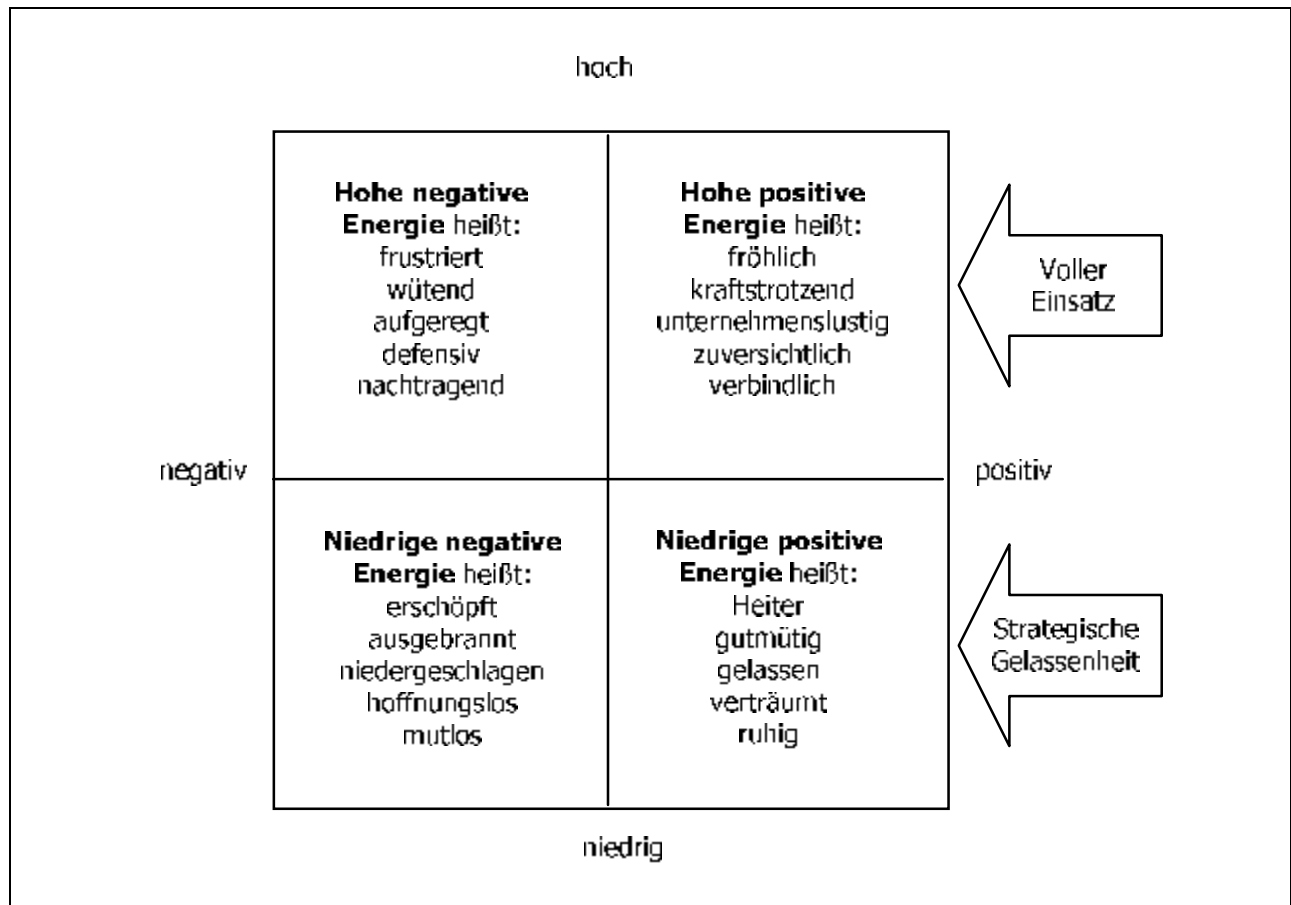 hoch
Hohe negative
Energie heißt:
frustriert
wütend
aufgeregt
defensiv
nachtragend
Hohe positive
Energie heißt:
fröhlich
kraftstrotzend
unternehmenslustig
zuversichtlich
verbindlich
Voller
Einsatz
negativ
positiv
Niedrige negative
Energie heißt:
erschöpft
ausgebrannt
niedergeschlagen
hoffnungslos
mutlos
Niedrige positive
Energie heißt:
Heiter
gutmütig
gelassen
verträumt
ruhig
Strategische
Gelassenheit
niedrig